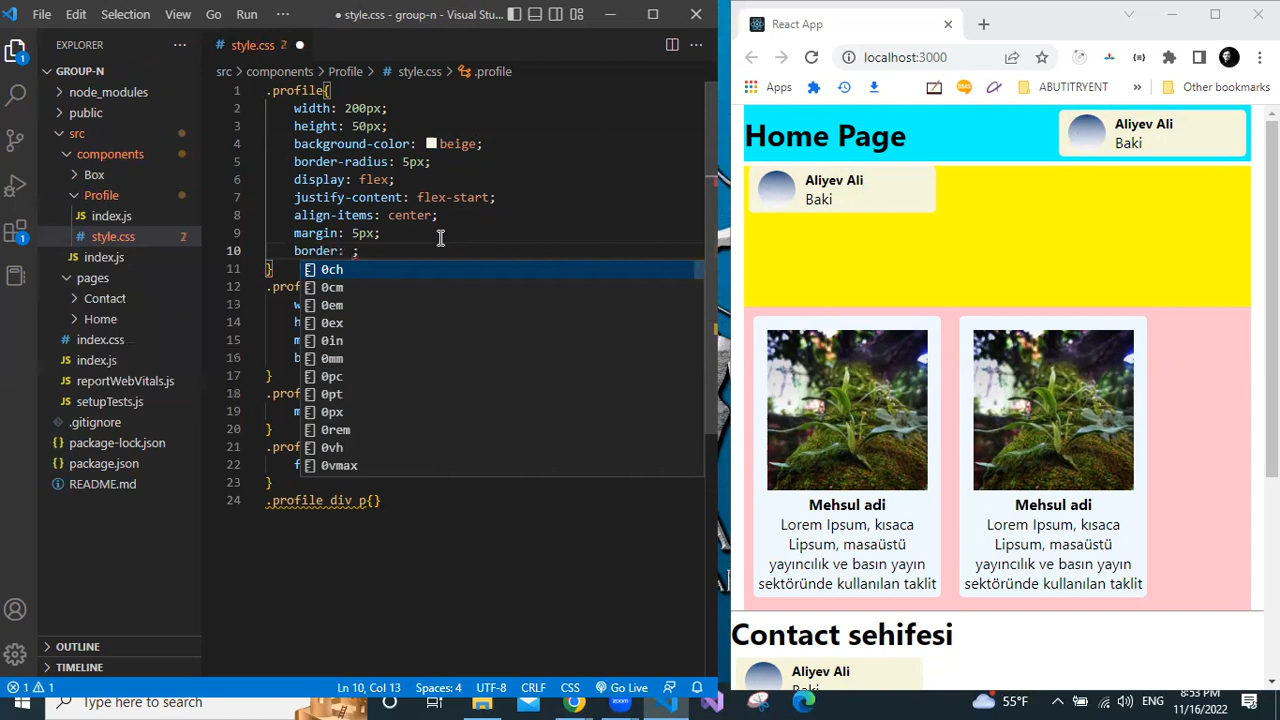 File Edit Selection View Go Run ··· ● style.css - group-n - Visual Stu...
EXPLORER
GROUP-N
node_modules
public
src
components
Box
Profile
index.js
style.css 2
index.js
pages
Contact
Home
index.css
index.js
reportWebVitals.js
setupTests.js
.gitignore
package-lock.json
package.json
README.md
OUTLINE
TIMELINE
style.css 2 ●
src > components > Profile > style.css > .profile
1 .profile{
2 width: 200px;
3 height: 50px;
4 background-color: beige;
5 border-radius: 5px;
6 display: flex;
7 justify-content: flex-start;
8 align-items: center;
9 margin: 5px;
10 border: ;
11 }
12 .prof
13 w
14 h
15 m
16 b
17 }
18 .prof
19 m
20 }
21 .prof
22 f
23 }
24 .profile div p{}
0ch
0cm
0em
0ex
0in
0mm
0pc
0pt
0px
0rem
0vh
0vmax
1 1 Ln 10, Col 13 Spaces: 4 UTF-8 CRLF CSS Go Live
React App
localhost:3000
Apps ABUTITRYENT » Other bookmarks
Home Page
Aliyev Ali
Baki
Aliyev Ali
Baki
Mehsul adi
Lorem Ipsum, kısaca
Lipsum, masaüstü
yayıncılık ve basın yayın
sektöründe kullanılan taklit
Mehsul adi
Lorem Ipsum, kısaca
Lipsum, masaüstü
yayıncılık ve basın yayın
sektöründe kullanılan taklit
Contact sehifesi
Aliyev Ali
Baki
Type here to search
zoom
55°F ENG 8:53 PM
11/16/2022